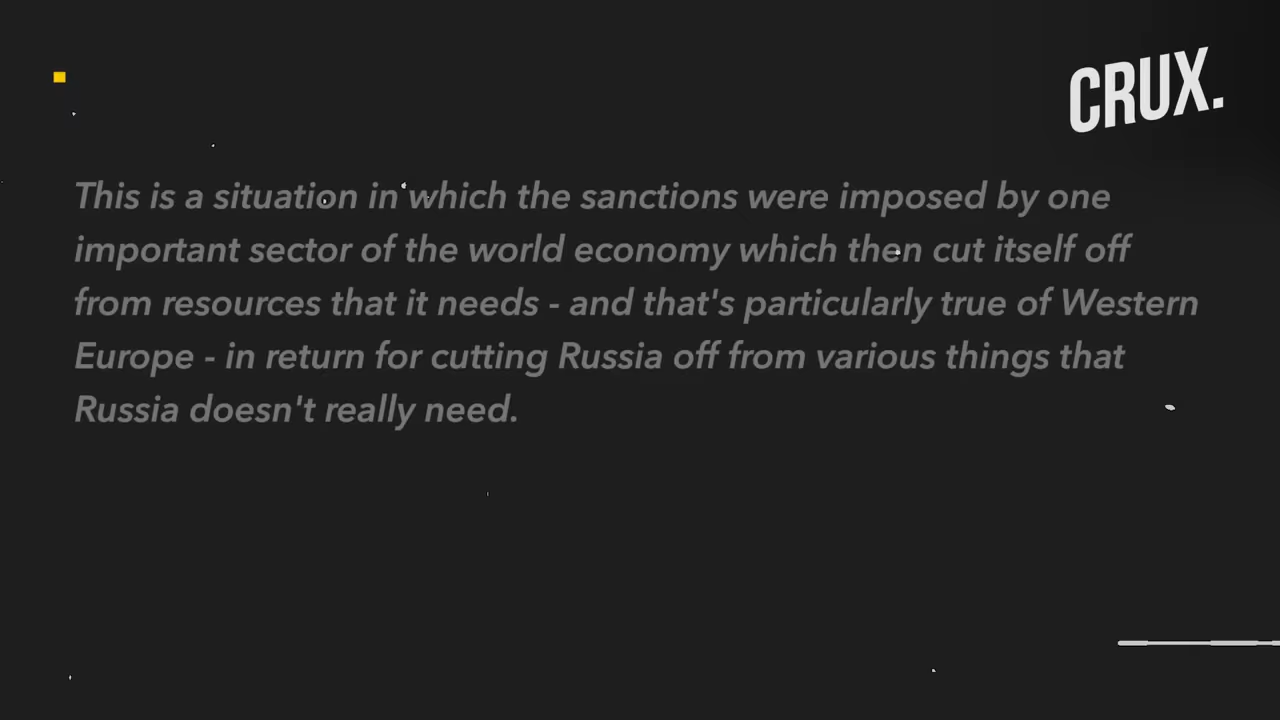 CRUX.
This is a situation in which the sanctions were imposed by one
important sector of the world economy which then cut itself off
from resources that it needs - and that's particularly true of Western
Europe - in return for cutting Russia off from various things that
Russia doesn't really need.